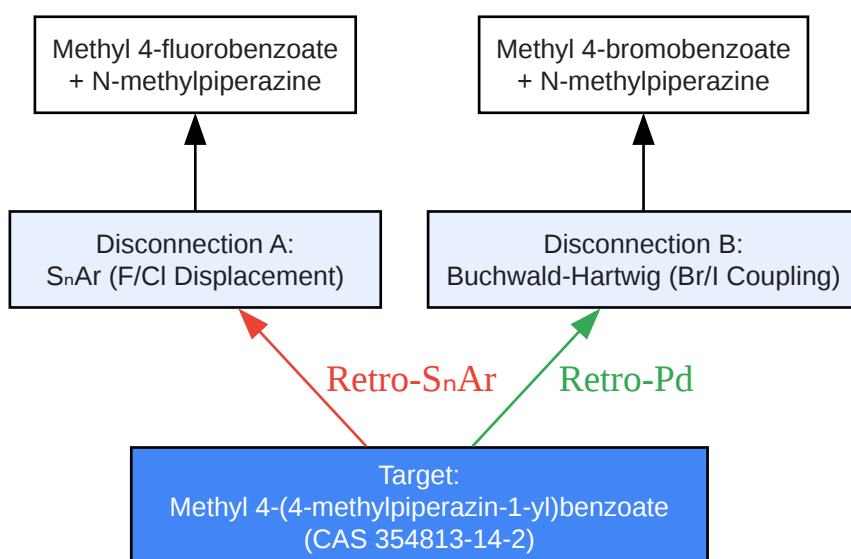 Methyl 4-fluorobenzoate
+ N-methylpiperazine
Methyl 4-bromobenzoate
+ N-methylpiperazine
Disconnection A:
SₙAr (F/Cl Displacement)
Disconnection B:
Buchwald-Hartwig (Br/I Coupling)
Retro-SₙAr
Retro-Pd
Target:
Methyl 4-(4-methylpiperazin-1-yl)benzoate
(CAS 354813-14-2)